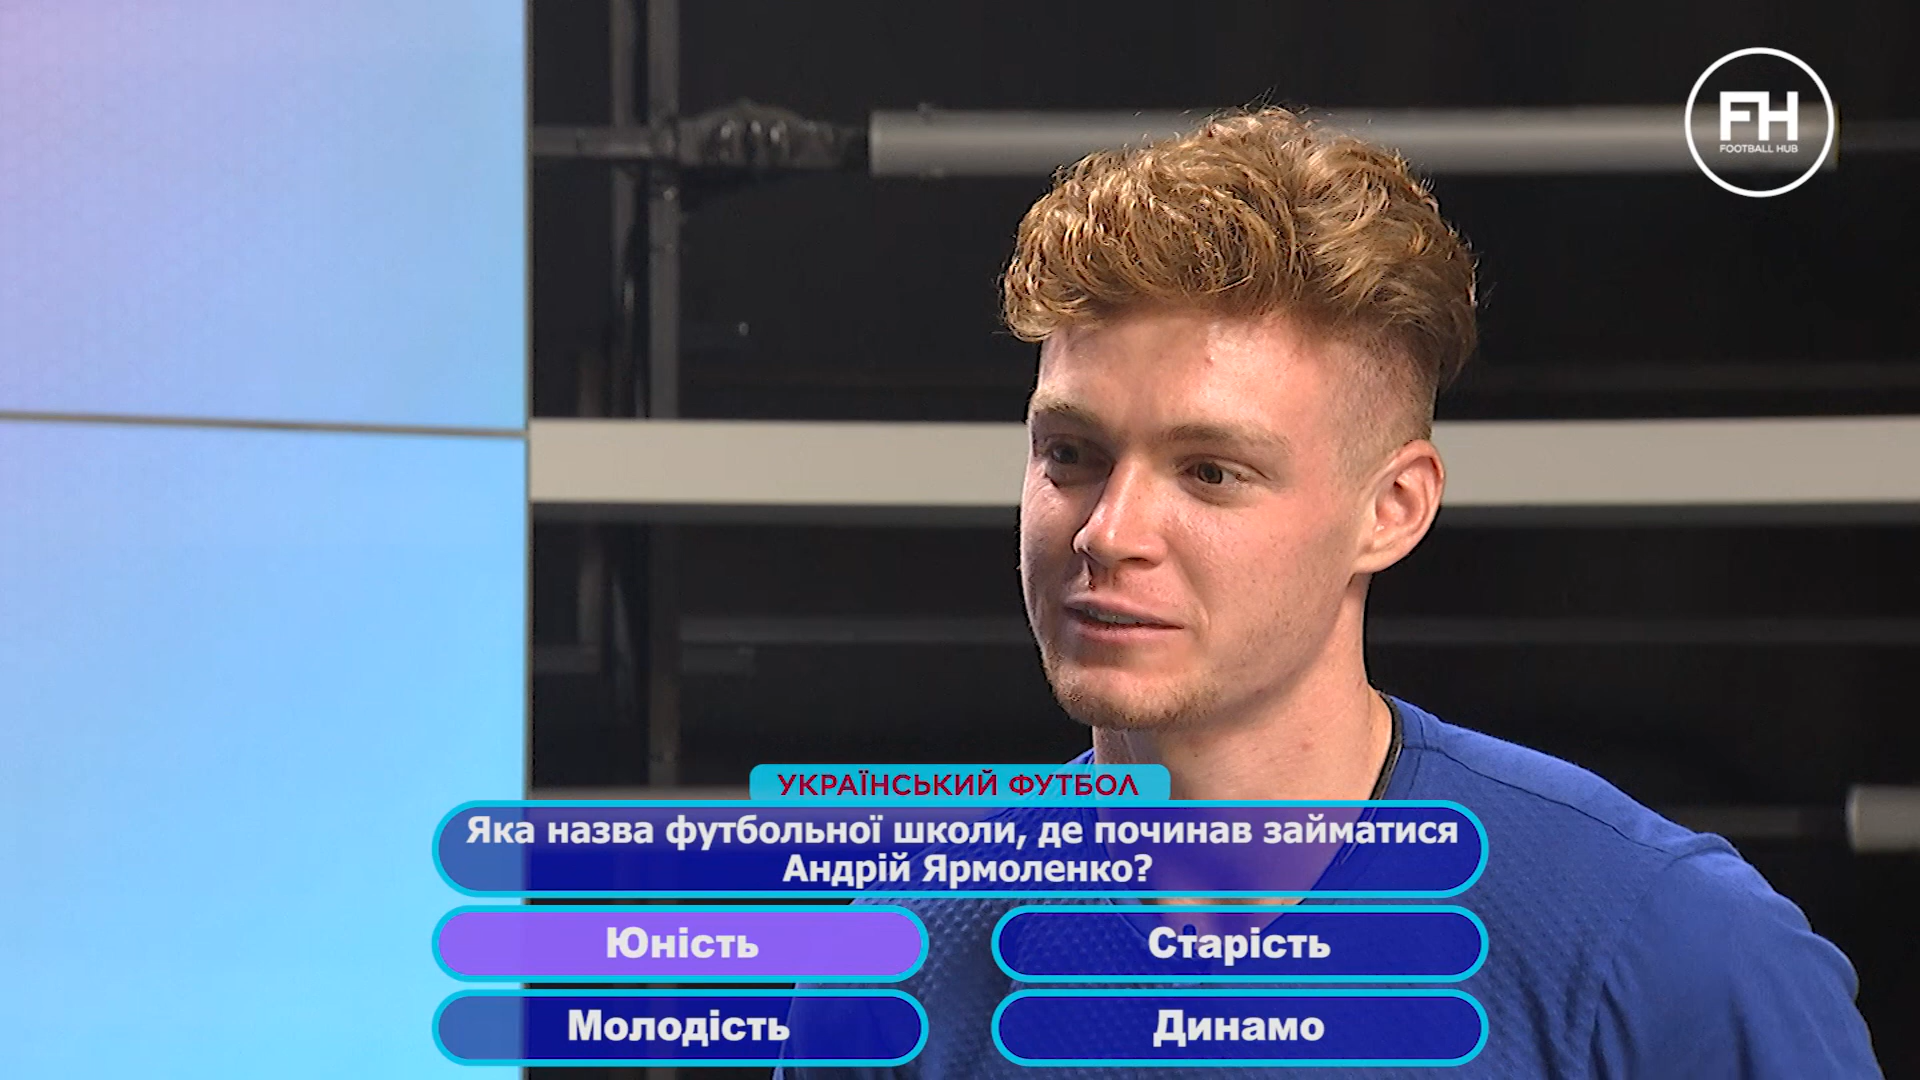 FH
FOOTBALL HUB
УКРАЇНСЬКИЙ ФУТБОЛ
Яка назва футбольної школи, де починав займатися
Андрій Ярмоленко?
Юність
Старість
Молодість
Динамо